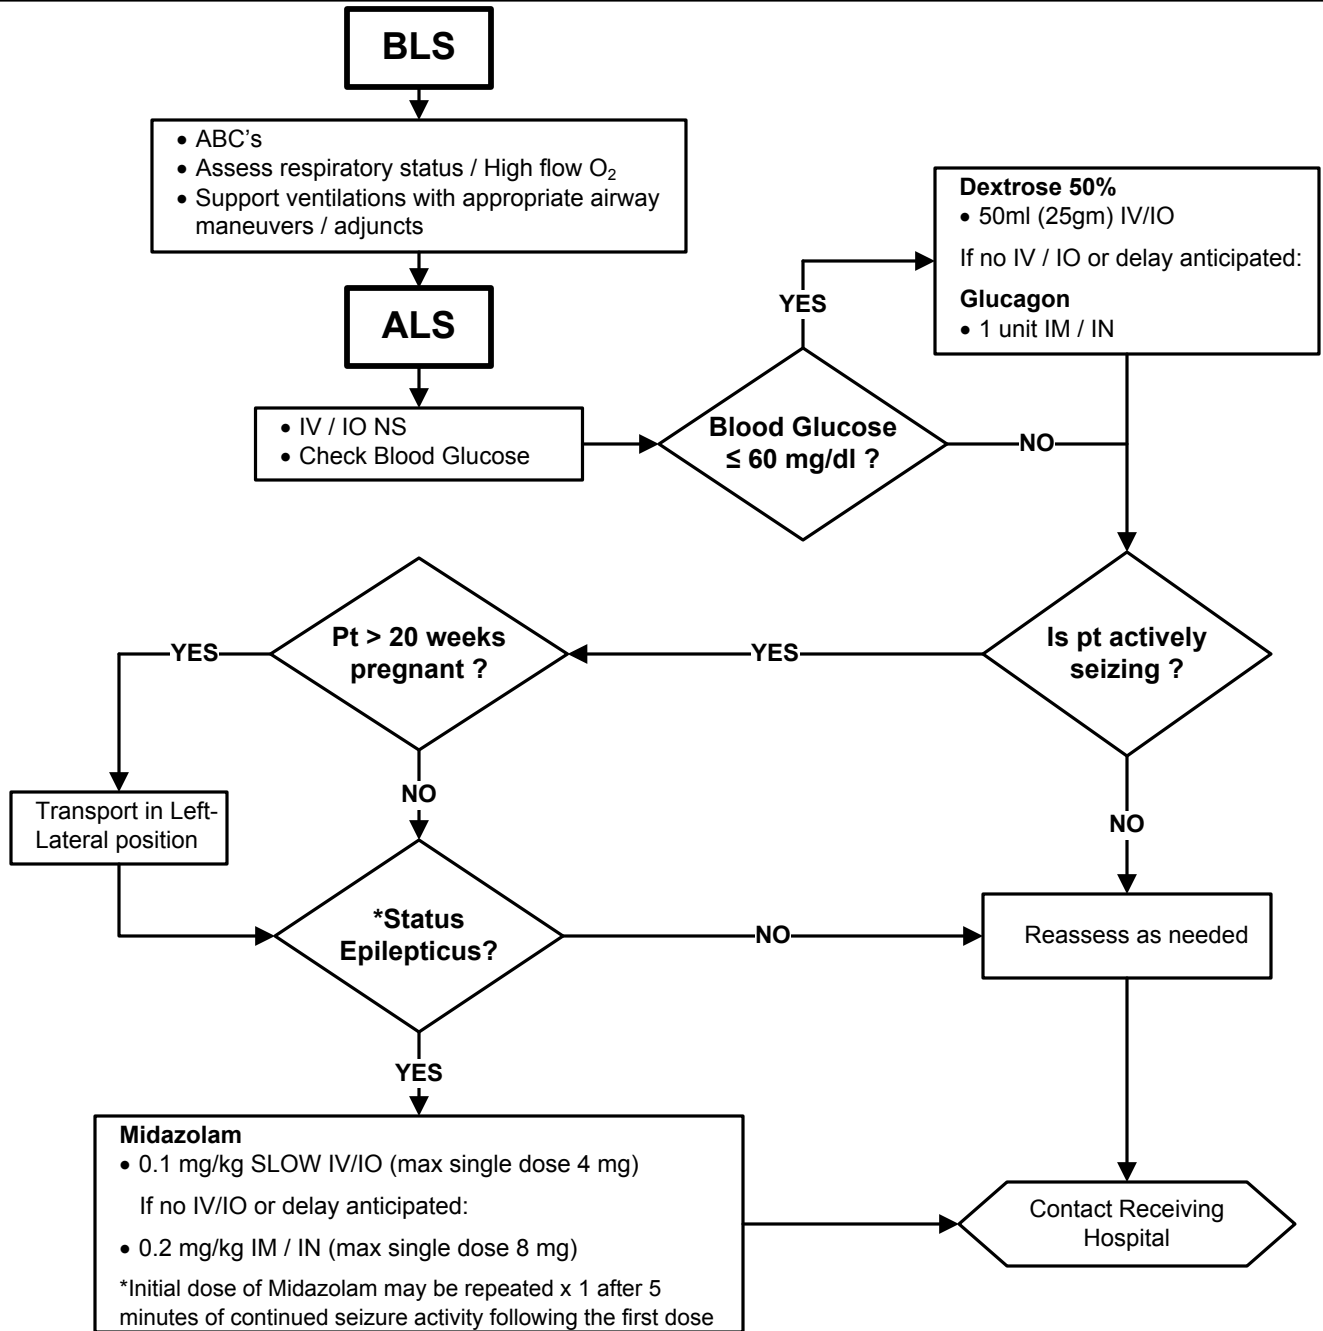 BLS
• ABC's
• Assess respiratory status / High flow O₂
• Support ventilations with appropriate airway
maneuvers / adjuncts
ALS
• IV / IO NS
• Check Blood Glucose
Blood Glucose
≤ 60 mg/dl ?
YES
Dextrose 50%
• 50ml (25gm) IV/IO
If no IV / IO or delay anticipated:
Glucagon
• 1 unit IM / IN
NO
Is pt actively
seizing ?
YES
Pt > 20 weeks
pregnant ?
YES
Transport in Left-
Lateral position
NO
NO
*Status
Epilepticus?
NO
Reassess as needed
YES
Midazolam
• 0.1 mg/kg SLOW IV/IO (max single dose 4 mg)
If no IV/IO or delay anticipated:
• 0.2 mg/kg IM / IN (max single dose 8 mg)
*Initial dose of Midazolam may be repeated x 1 after 5
minutes of continued seizure activity following the first dose
Contact Receiving
Hospital